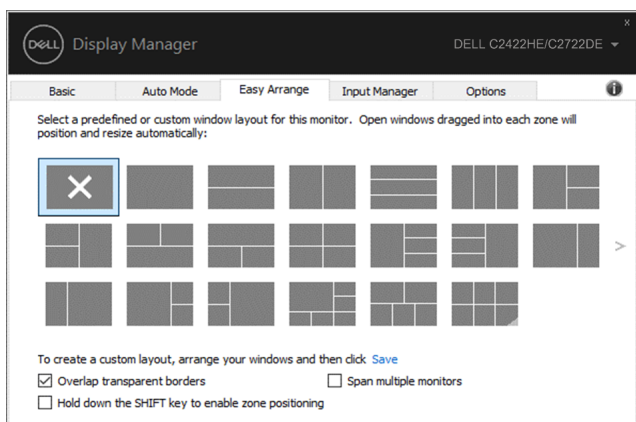 x
DELL Display Manager
DELL C2422HE/C2722DE
Basic Auto Mode Easy Arrange Input Manager Options
Select a predefined or custom window layout for this monitor. Open windows dragged into each zone will
position and resize automatically:
To create a custom layout, arrange your windows and then click Save
Overlap transparent borders Span multiple monitors
Hold down the SHIFT key to enable zone positioning